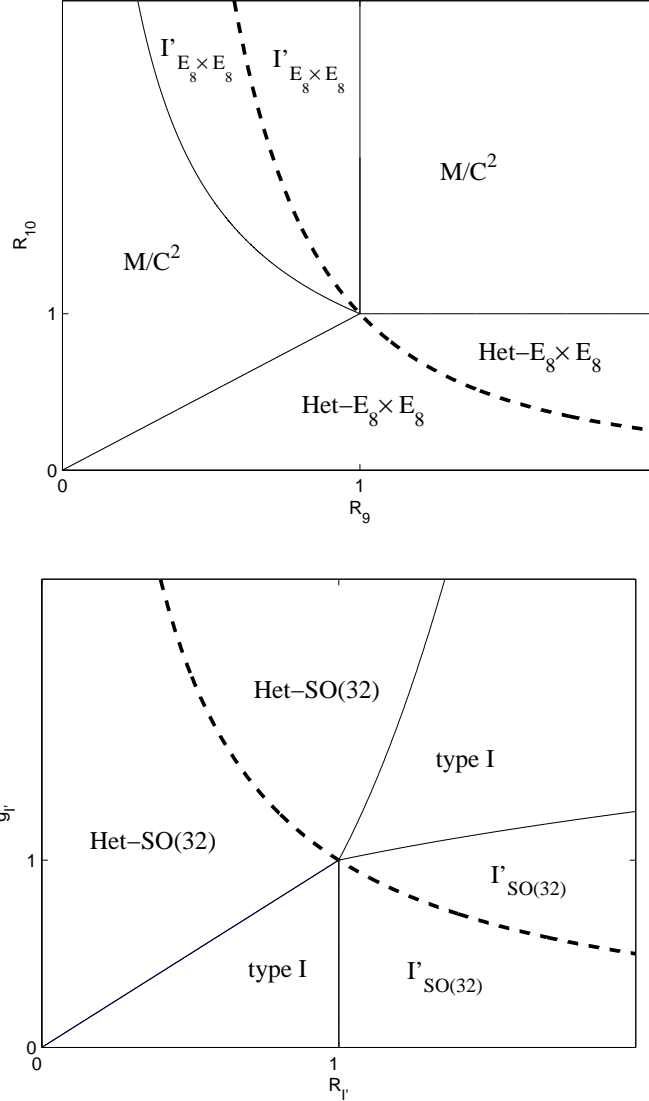 I'E₈×E₈
I'E₈×E₈
M/C²
R₁₀
M/C²
1
Het–E₈×E₈
Het–E₈×E₈
0
0
1
R₉
Het–SO(32)
type I
gI'
Het–SO(32)
1
I'SO(32)
type I
I'SO(32)
0
0
1
RI'